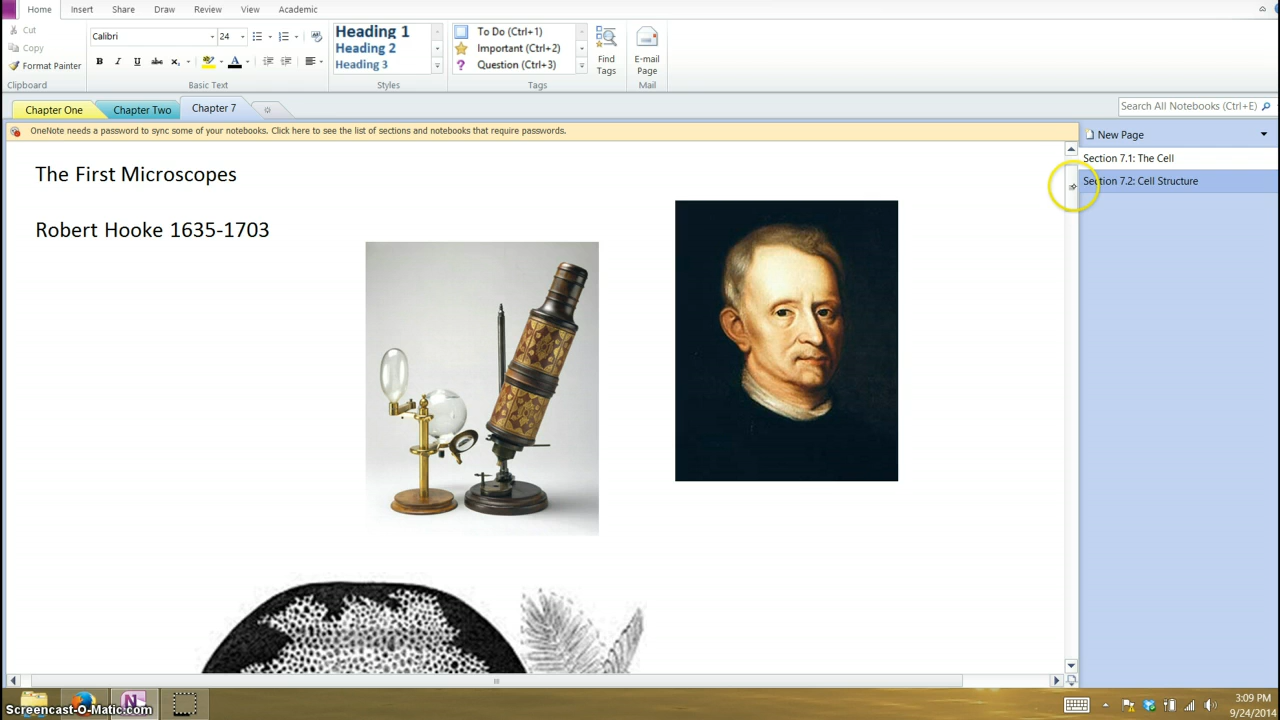 Home Insert Share Draw Review View Academic
Cut
Copy
Format Painter
Clipboard
Calibri 24
B I U abc X₂ A
Basic Text
Heading 1
Heading 2
Heading 3
Styles
To Do (Ctrl+1)
Important (Ctrl+2)
Question (Ctrl+3)
Tags
Find
Tags
E-mail
Page
Mail
Chapter One Chapter Two Chapter 7
Search All Notebooks (Ctrl+E)
OneNote needs a password to sync some of your notebooks. Click here to see the list of sections and notebooks that require passwords.
New Page
Section 7.1: The Cell
Section 7.2: Cell Structure
The First Microscopes
Robert Hooke 1635-1703
Screencast-O-Matic.com
3:09 PM
9/24/2014